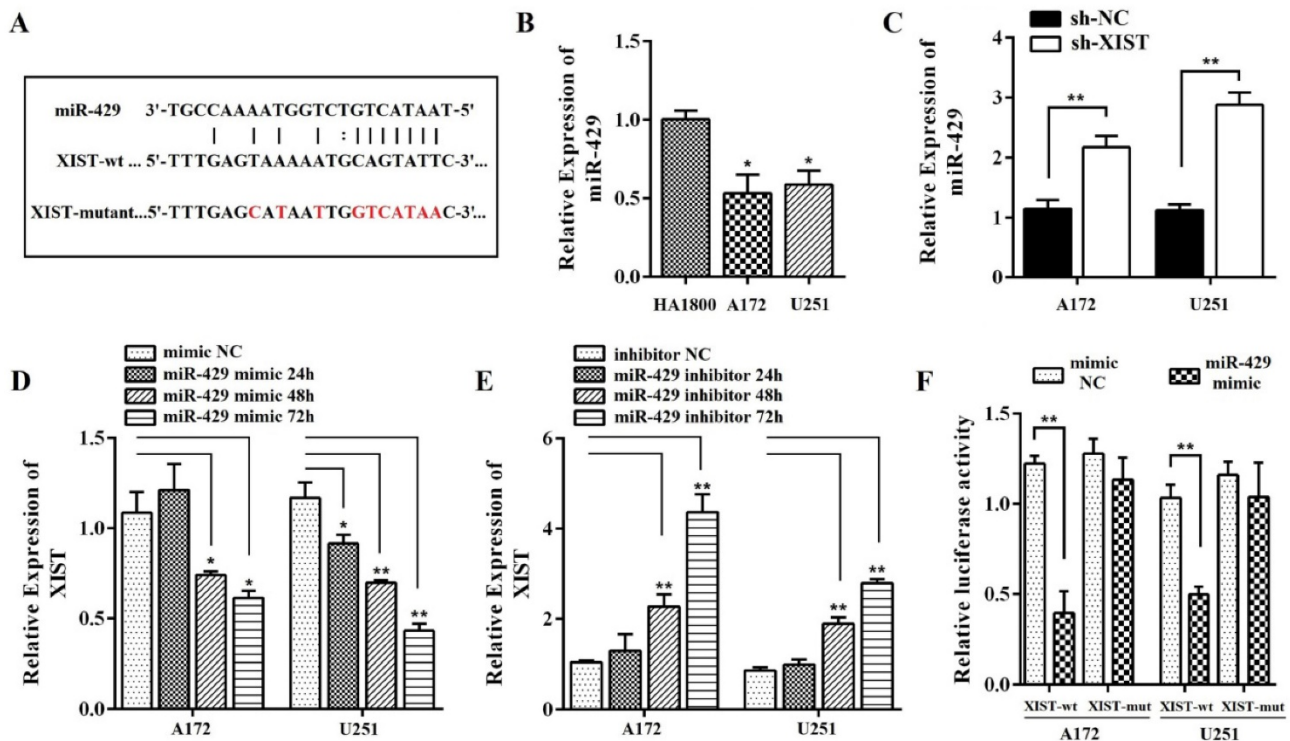 A
miR-429 3'-TGCCAAAATGGTCTGTCATAAT-5'
| | | | : | | | | | | |
XIST-wt ... 5'-TTTGAGTAAAAATGCAGTATTC-3'...
XIST-mutant...5'-TTTGAGCATAATTGGTCATAAC-3'...
B
Relative Expression of
miR-429
1.5
1.0
0.5
0.0
* *
HA1800 A172 U251
C
sh-NC
sh-XIST
Relative Expression of
miR-429
4
3
2
1
0
** **
A172 U251
D
mimic NC
miR-429 mimic 24h
miR-429 mimic 48h
miR-429 mimic 72h
Relative Expression of
XIST
1.5
1.0
0.5
0.0
* * * ** **
A172 U251
E
inhibitor NC
miR-429 inhibitor 24h
miR-429 inhibitor 48h
miR-429 inhibitor 72h
Relative Expression of
XIST
6
4
2
0
** ** ** **
A172 U251
F
mimic
NC
miR-429
mimic
Relative luciferase activity
1.5
1.0
0.5
0.0
** **
XIST-wt XIST-mut XIST-wt XIST-mut
A172 U251